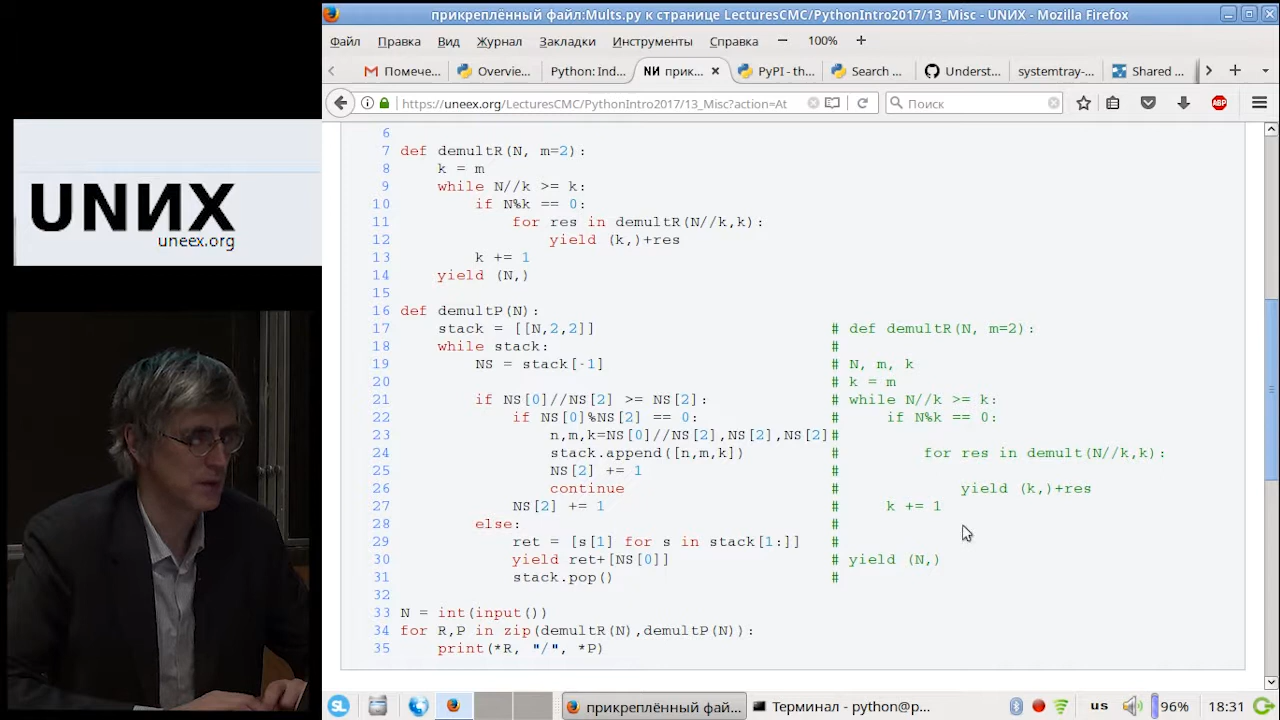 прикреплённый файл:Mults.py к странице LecturesCMC/PythonIntro2017/13_Misc - UNИX - Mozilla Firefox
Файл Правка Вид Журнал Закладки Инструменты Справка − 100% +
Помече... Overvie... Python: Ind... NИ прик... PyPI - th... Search ... Underst... systemtray-... Shared ...
https://uneex.org/LecturesCMC/PythonIntro2017/13_Misc?action=At Поиск ABP
UNИX
uneex.org
6
7 def demultR(N, m=2):
8 k = m
9 while N//k >= k:
10 if N%k == 0:
11 for res in demultR(N//k,k):
12 yield (k,)+res
13 k += 1
14 yield (N,)
15
16 def demultP(N):
17 stack = [[N,2,2]] # def demultR(N, m=2):
18 while stack: #
19 NS = stack[-1] # N, m, k
20 # k = m
21 if NS[0]//NS[2] >= NS[2]: # while N//k >= k:
22 if NS[0]%NS[2] == 0: # if N%k == 0:
23 n,m,k=NS[0]//NS[2],NS[2],NS[2]#
24 stack.append([n,m,k]) # for res in demult(N//k,k):
25 NS[2] += 1 #
26 continue # yield (k,)+res
27 NS[2] += 1 # k += 1
28 else: #
29 ret = [s[1] for s in stack[1:]] #
30 yield ret+[NS[0]] # yield (N,)
31 stack.pop() #
32
33 N = int(input())
34 for R,P in zip(demultR(N),demultP(N)):
35 print(*R, "/", *P)
SL прикреплённый фай... Терминал - python@p... us 96% 18:31